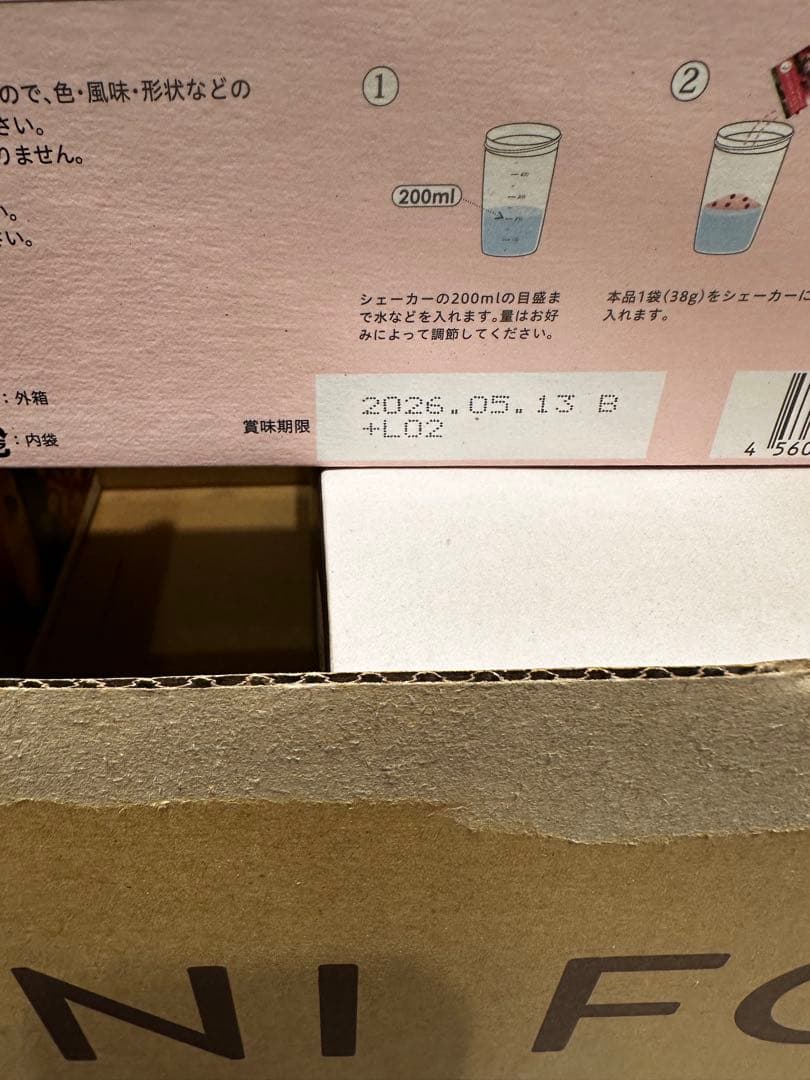 ので、色・風味・形状などの
さい。
りません。
い。
さい。
：外箱
：内袋
1
200ml
シェーカーの200mlの目盛ま
で水などを入れます。量はお好
みによって調節してください。
2
本品1袋(38g)をシェーカーに
入れます。
賞味期限
2026.05.13 B
+L02
4 560
NI FO